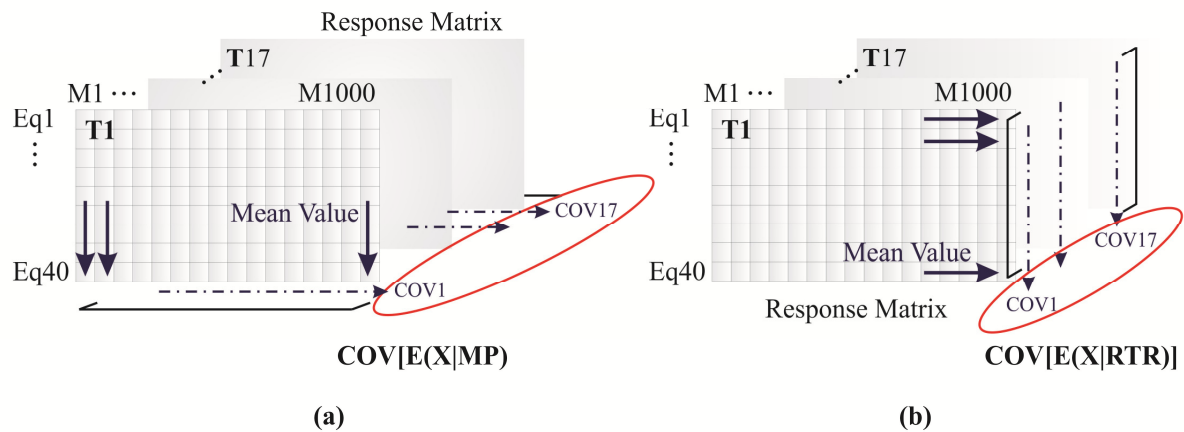 Response Matrix
T17
M1 ... M1000
Eq1
T1
Mean Value
COV17
Eq40
COV1
COV[E(X|MP)
(a)
T17
M1 ... M1000
Eq1
T1
Mean Value
COV17
Eq40
COV1
Response Matrix
COV[E(X|RTR)]
(b)